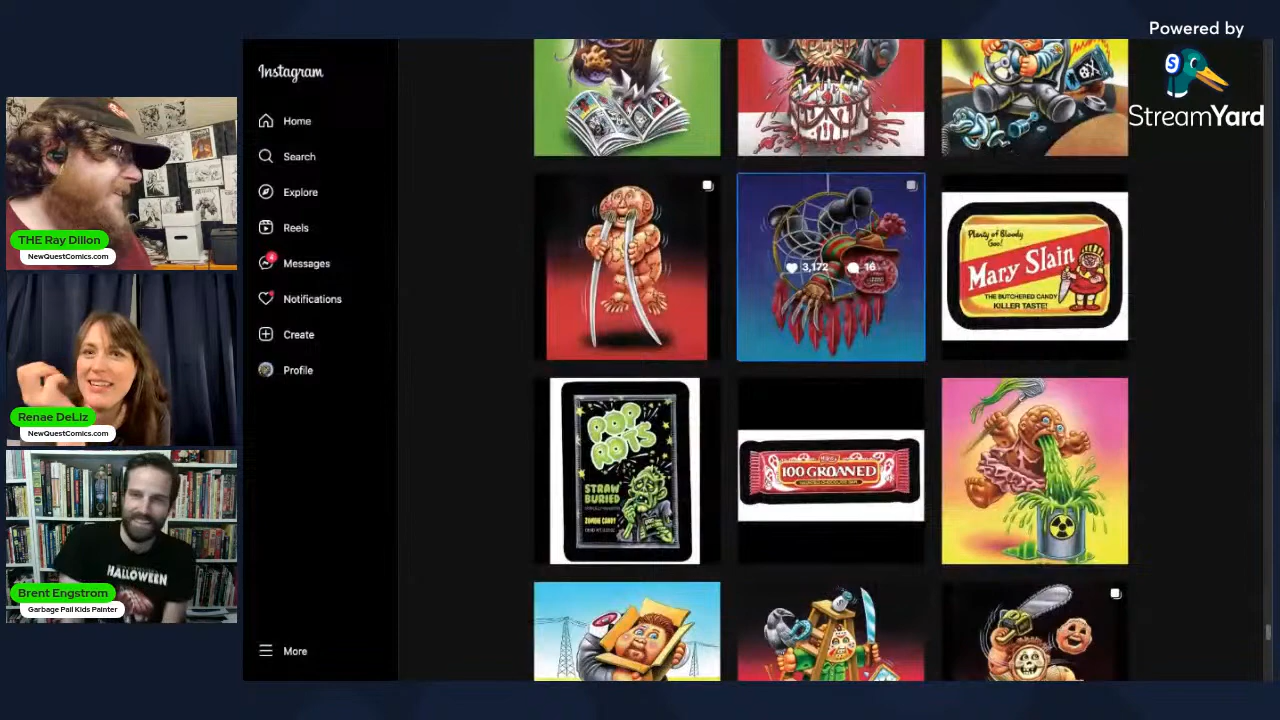 Powered by
StreamYard
THE Ray Dillon
NewQuestComics.com
Renae DeLiz
NewQuestComics.com
HALLOWEEN
Brent Engstrom
Garbage Pail Kids Painter
Instagram
Home
Search
Explore
Reels
4
Messages
Notifications
Create
Profile
More
3,172
16
Plenty of Bloody
Goo!
Mary Slain
THE BUTCHERED CANDY
KILLER TASTE!
POP
ROTS
STRAW
BURIED
ZOMBIE CANDY
100 GROANED